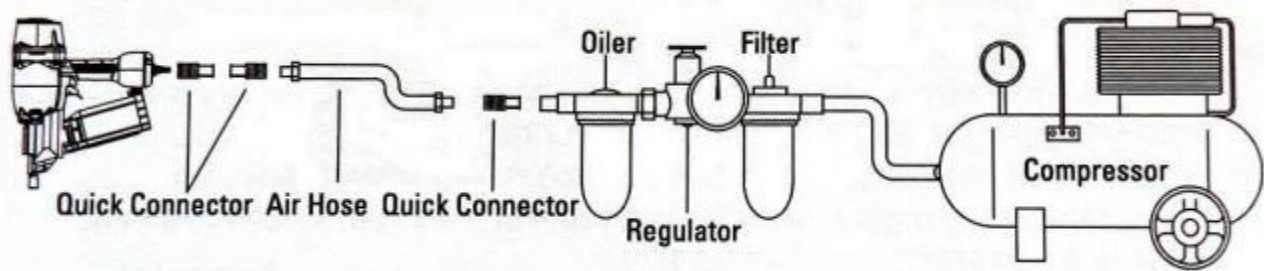 Oiler
Filter
Compressor
Quick Connector
Air Hose
Quick Connector
Regulator